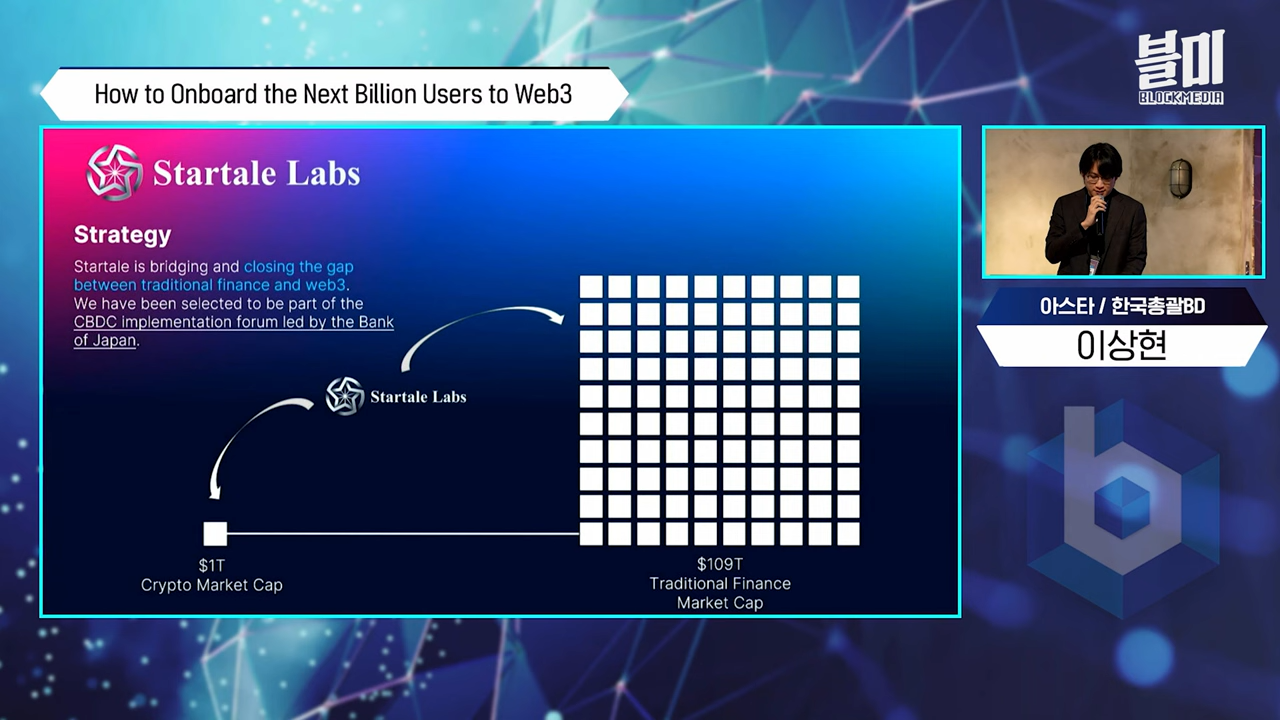 How to Onboard the Next Billion Users to Web3
블미
BLOCKMEDIA
Startale Labs
Strategy
Startale is bridging and closing the gap
between traditional finance and web3.
We have been selected to be part of the
CBDC implementation forum led by the Bank
of Japan.
Startale Labs
$1T
Crypto Market Cap
$109T
Traditional Finance
Market Cap
아스타 / 한국총괄BD
이상현